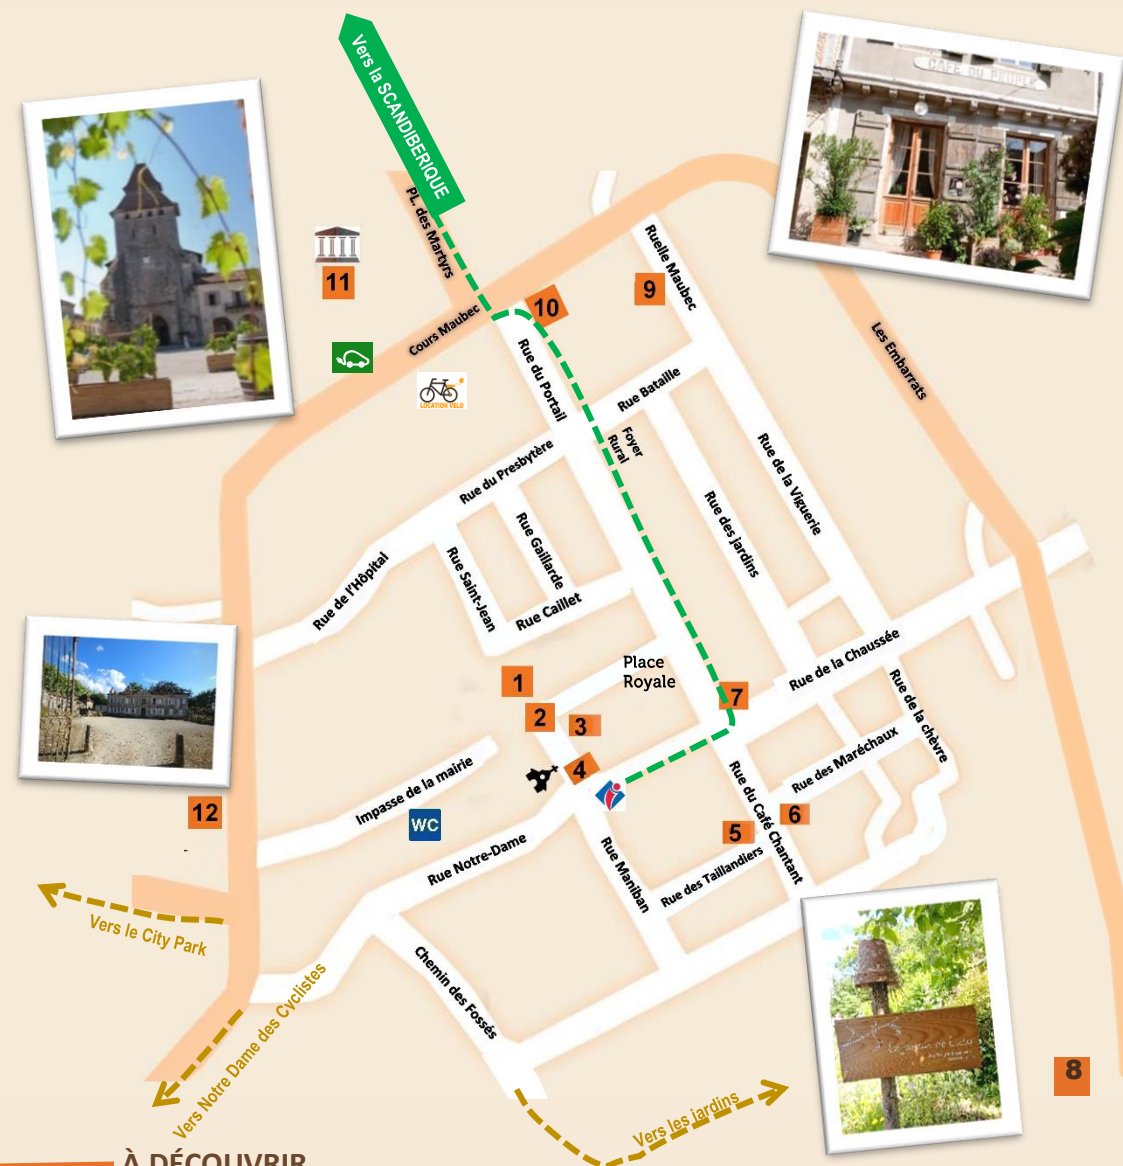 Vers la SCANDIBERIQUE
CAFE DU PEUPLE
PL. des Martyrs
11
10
9
Ruelle Maubec
Cours Maubec
LOCATION VELO
Rue du Portail
Rue Bataille
Les Embarrats
Foyer
Rural
Rue du Presbytère
Rue de la Viguerie
Rue des jardins
Rue Gaillarde
Rue Saint-Jean
Rue de l'Hôpital
Rue Caillet
Place
Royale
1
2
3
4
7
Rue de la Chaussée
Rue de la chèvre
Rue des Maréchaux
Impasse de la mairie
WC
12
-
Rue du Café Chantant
5
6
Rue Notre-Dame
Rue Maniban
Rue des Taillandiers
Vers le City Park
Chemin des Fossés
Vers Notre Dame des Cyclistes
8
Vers les jardins
À DÉCOUVRIR